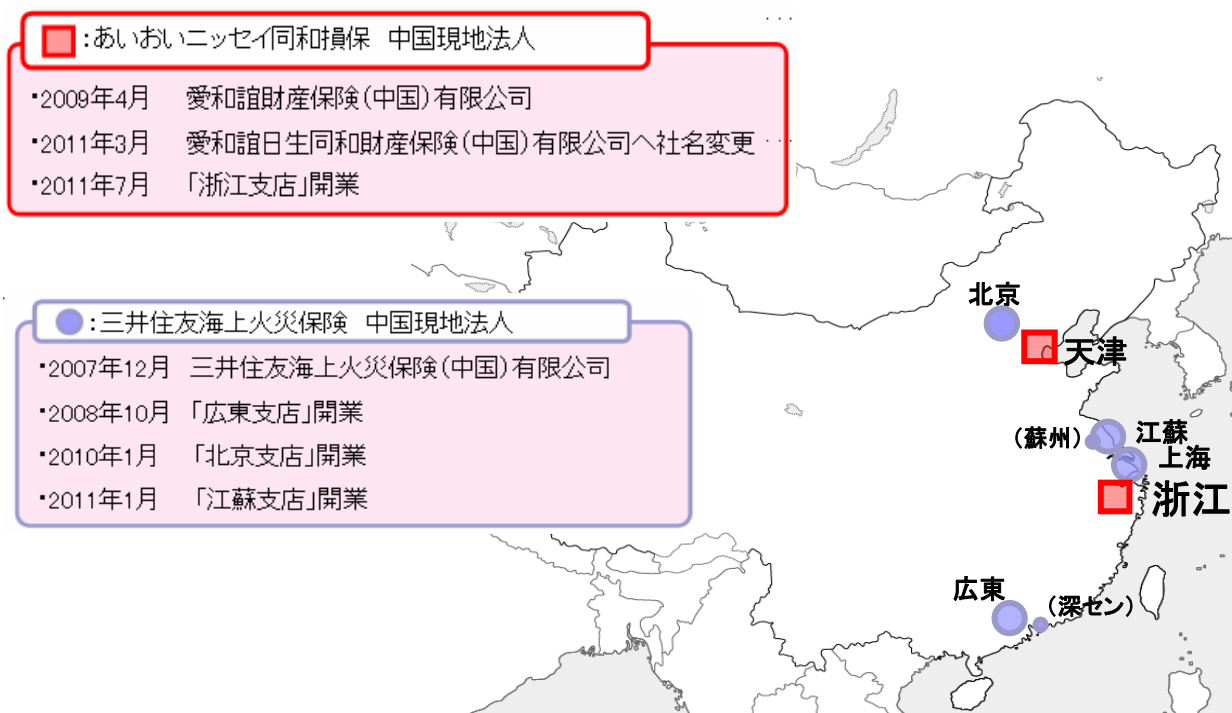 :あいおいニッセイ同和損保 中国現地法人
・2009年4月 愛和誼財産保険(中国)有限公司
・2011年3月 愛和誼日生同和財産保険(中国)有限公司へ社名変更
・2011年7月 「浙江支店」開業
:三井住友海上火災保険 中国現地法人
・2007年12月 三井住友海上火災保険(中国)有限公司
・2008年10月 「広東支店」開業
・2010年1月 「北京支店」開業
・2011年1月 「江蘇支店」開業
北京
天津
(蘇州)
江蘇
上海
浙江
広東
(深セン)